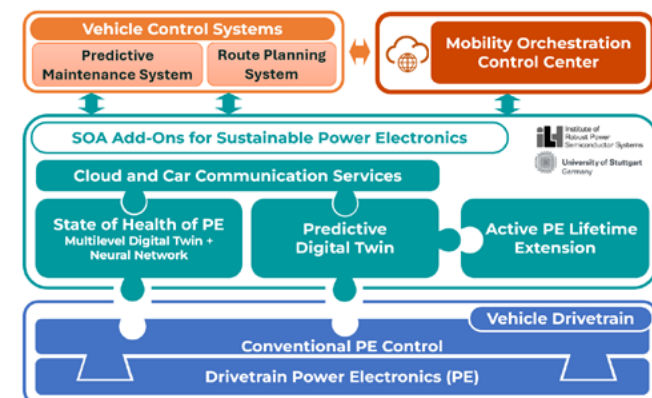 Vehicle Control Systems
Predictive
Maintenance System
Route Planning
System
Mobility Orchestration
Control Center
SOA Add-Ons for Sustainable Power Electronics
Institute of
Robust Power
Semiconductor Systems
University of Stuttgart
Germany
Cloud and Car Communication Services
State of Health of PE
Multilevel Digital Twin +
Neural Network
Predictive
Digital Twin
Active PE Lifetime
Extension
Vehicle Drivetrain
Conventional PE Control
Drivetrain Power Electronics (PE)